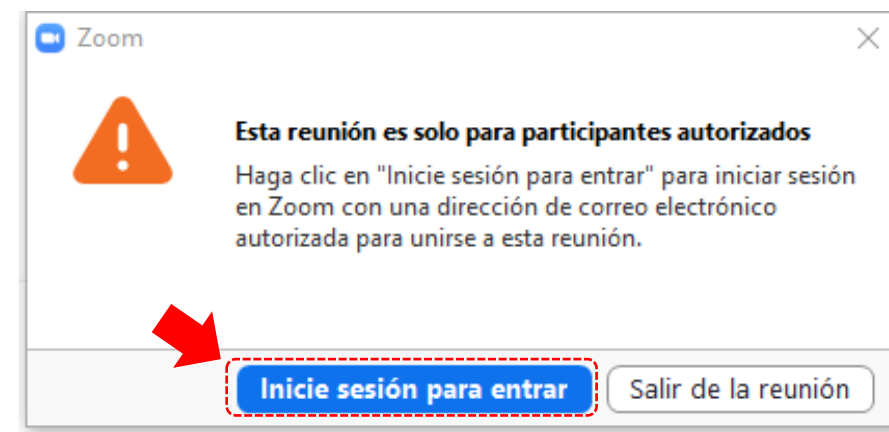 Zoom
Esta reunión es solo para participantes autorizados
Haga clic en "Inicie sesión para entrar" para iniciar sesión
en Zoom con una dirección de correo electrónico
autorizada para unirse a esta reunión.
Inicie sesión para entrar
Salir de la reunión